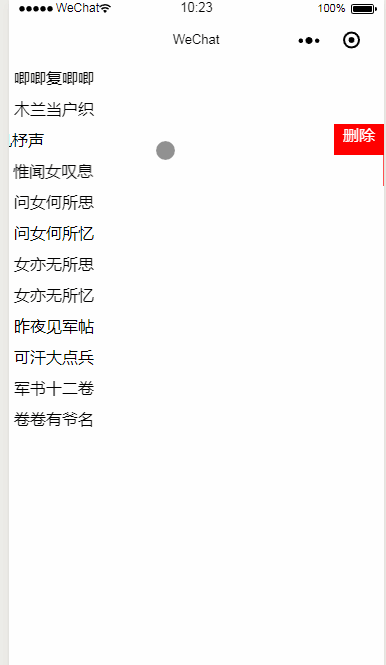 WeChat 10:23 100%
WeChat
唧唧复唧唧
木兰当户织
杼声 删除
惟闻女叹息
问女何所思
问女何所忆
女亦无所思
女亦无所忆
昨夜见军帖
可汗大点兵
军书十二卷
卷卷有爷名